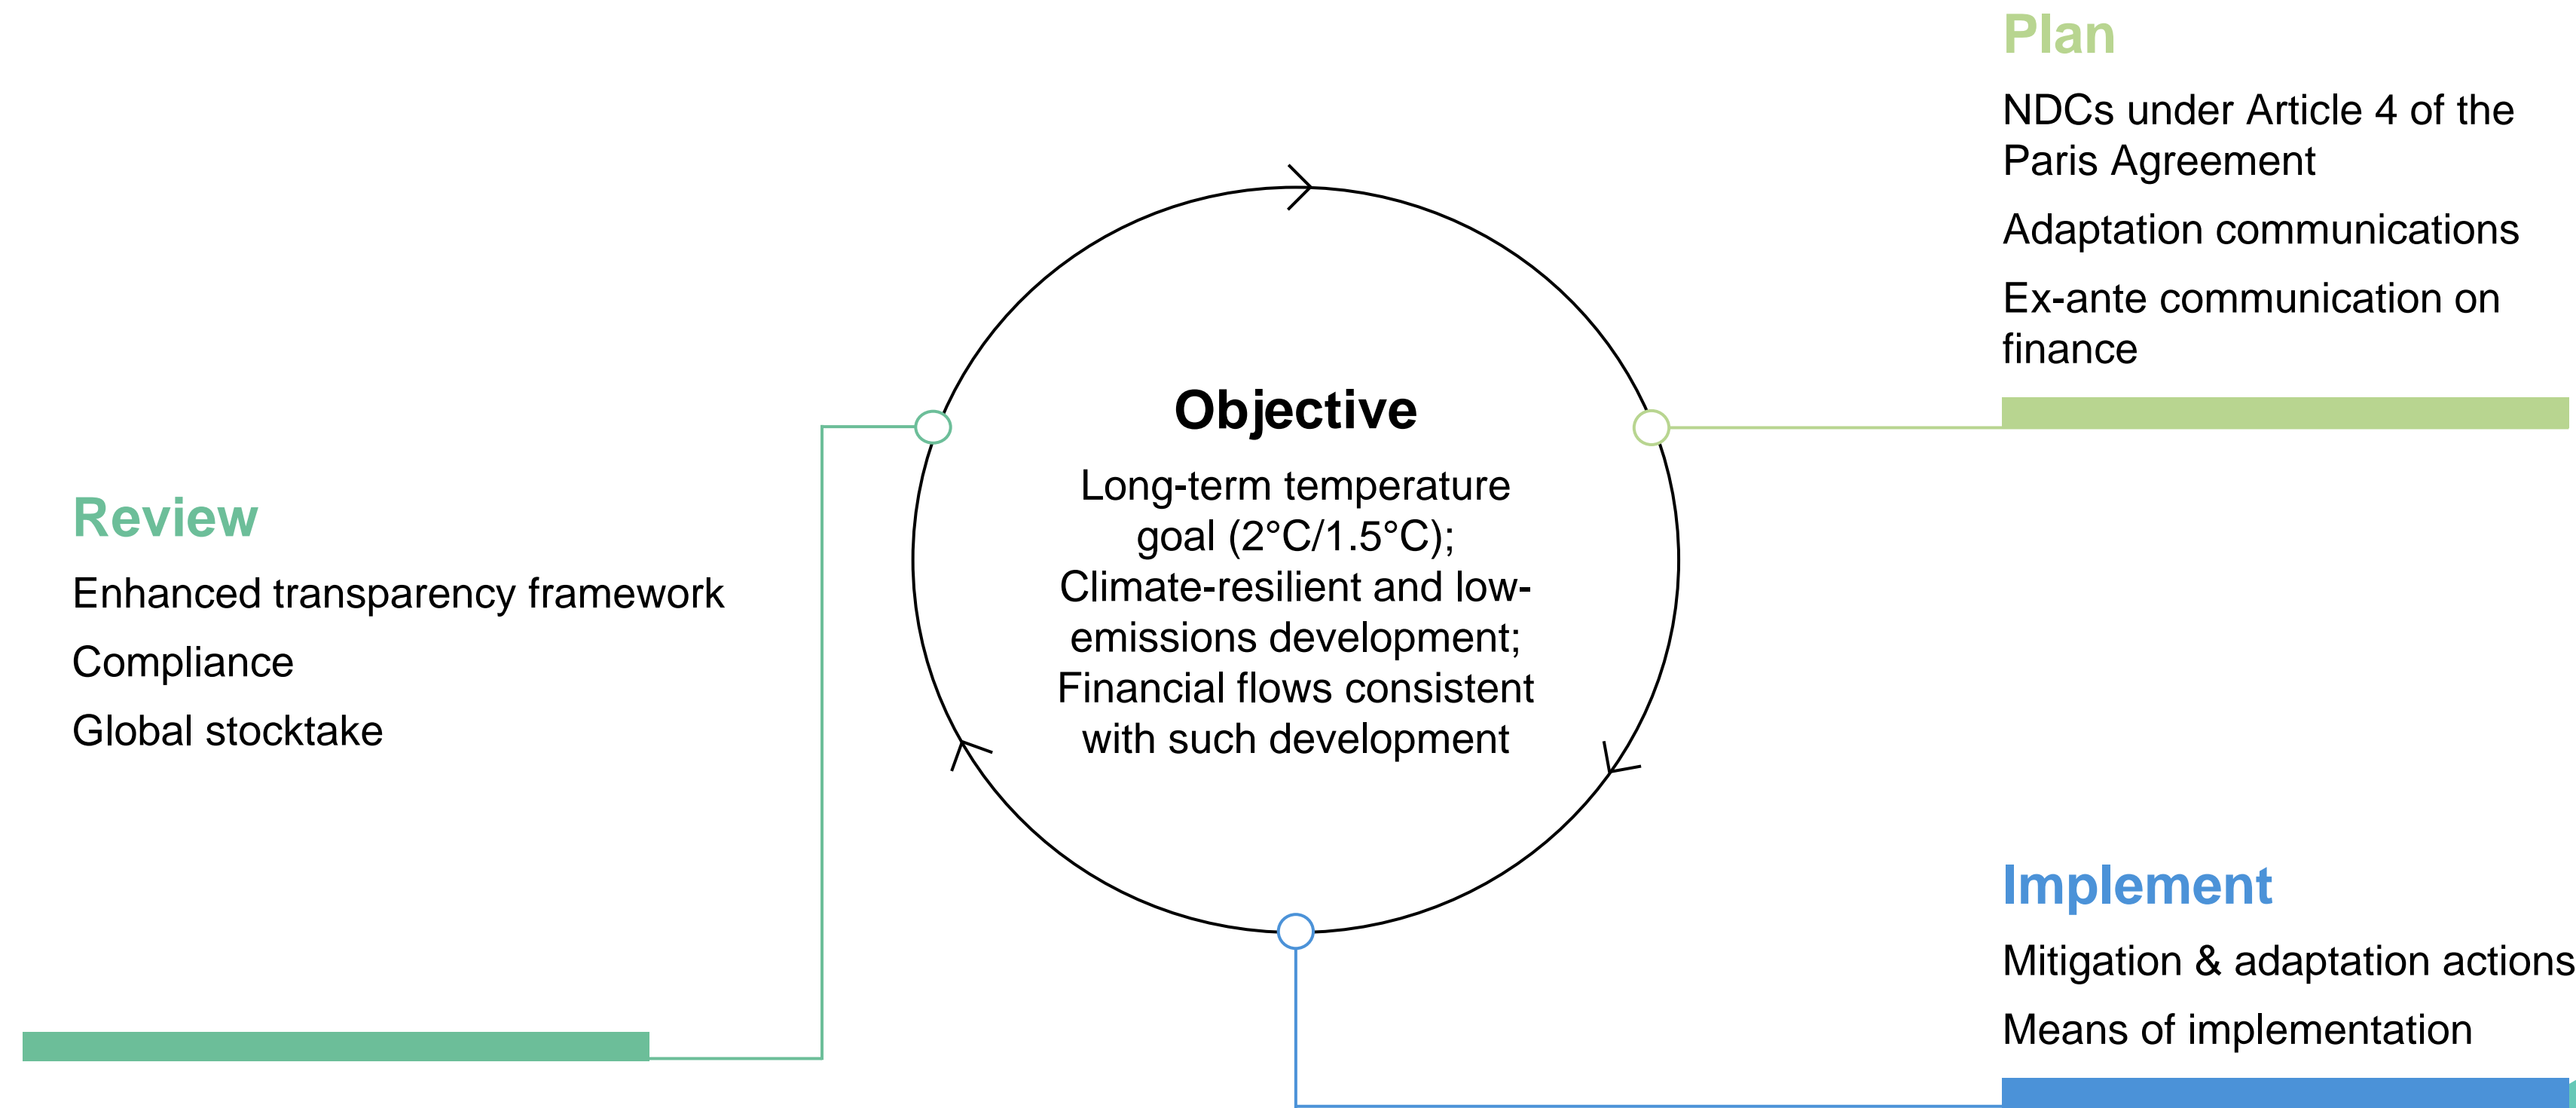 Plan
NDCs under Article 4 of the
Paris Agreement
Adaptation communications
Ex-ante communication on
finance
Objective
Long-term temperature
goal (2°C/1.5°C);
Climate-resilient and low-
emissions development;
Financial flows consistent
with such development
Review
Enhanced transparency framework
Compliance
Global stocktake
Implement
Mitigation & adaptation actions
Means of implementation